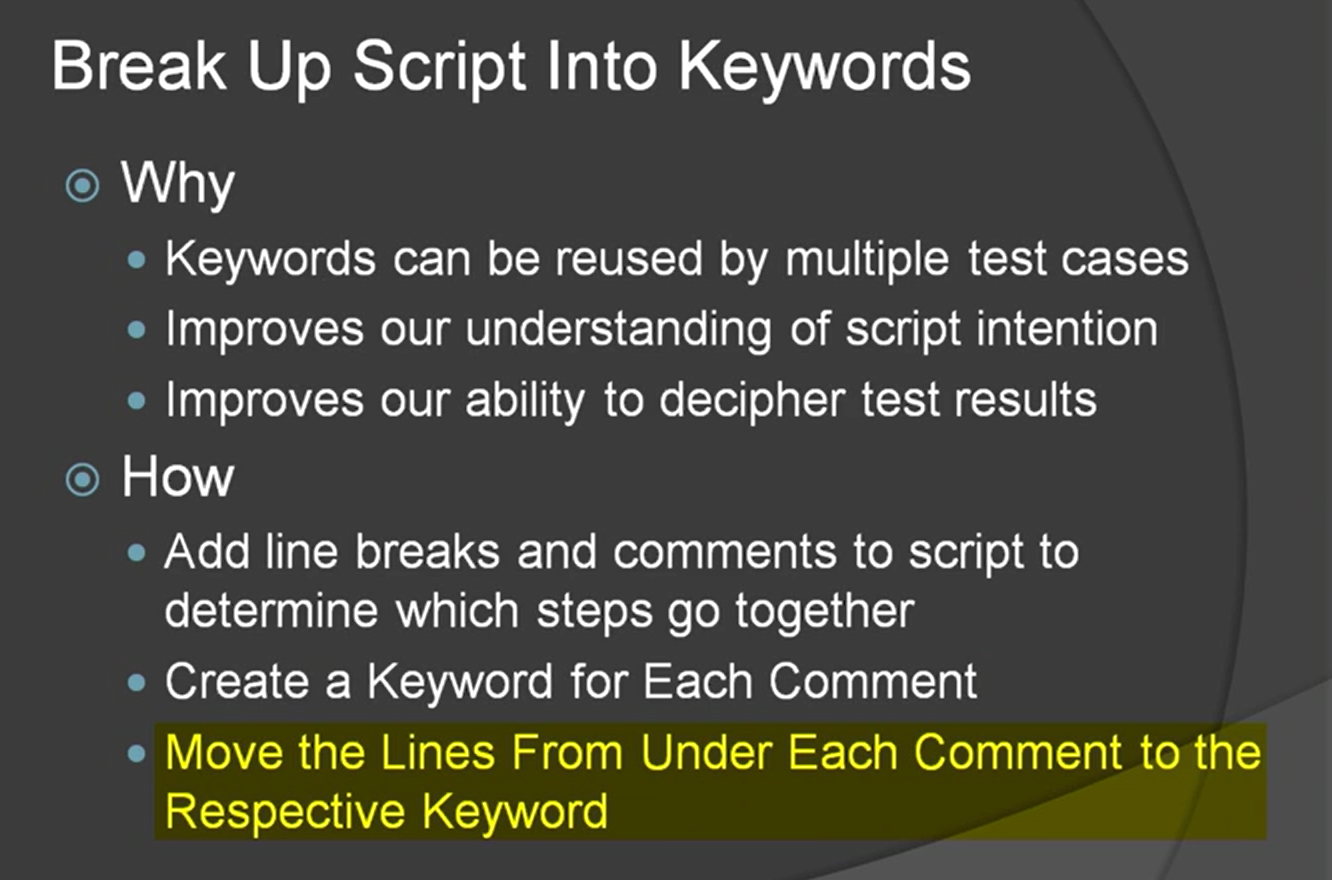 Break Up Script Into Keywords
Why
Keywords can be reused by multiple test cases
Improves our understanding of script intention
Improves our ability to decipher test results
How
Add line breaks and comments to script to
determine which steps go together
Create a Keyword for Each Comment
Move the Lines From Under Each Comment to the
Respective Keyword